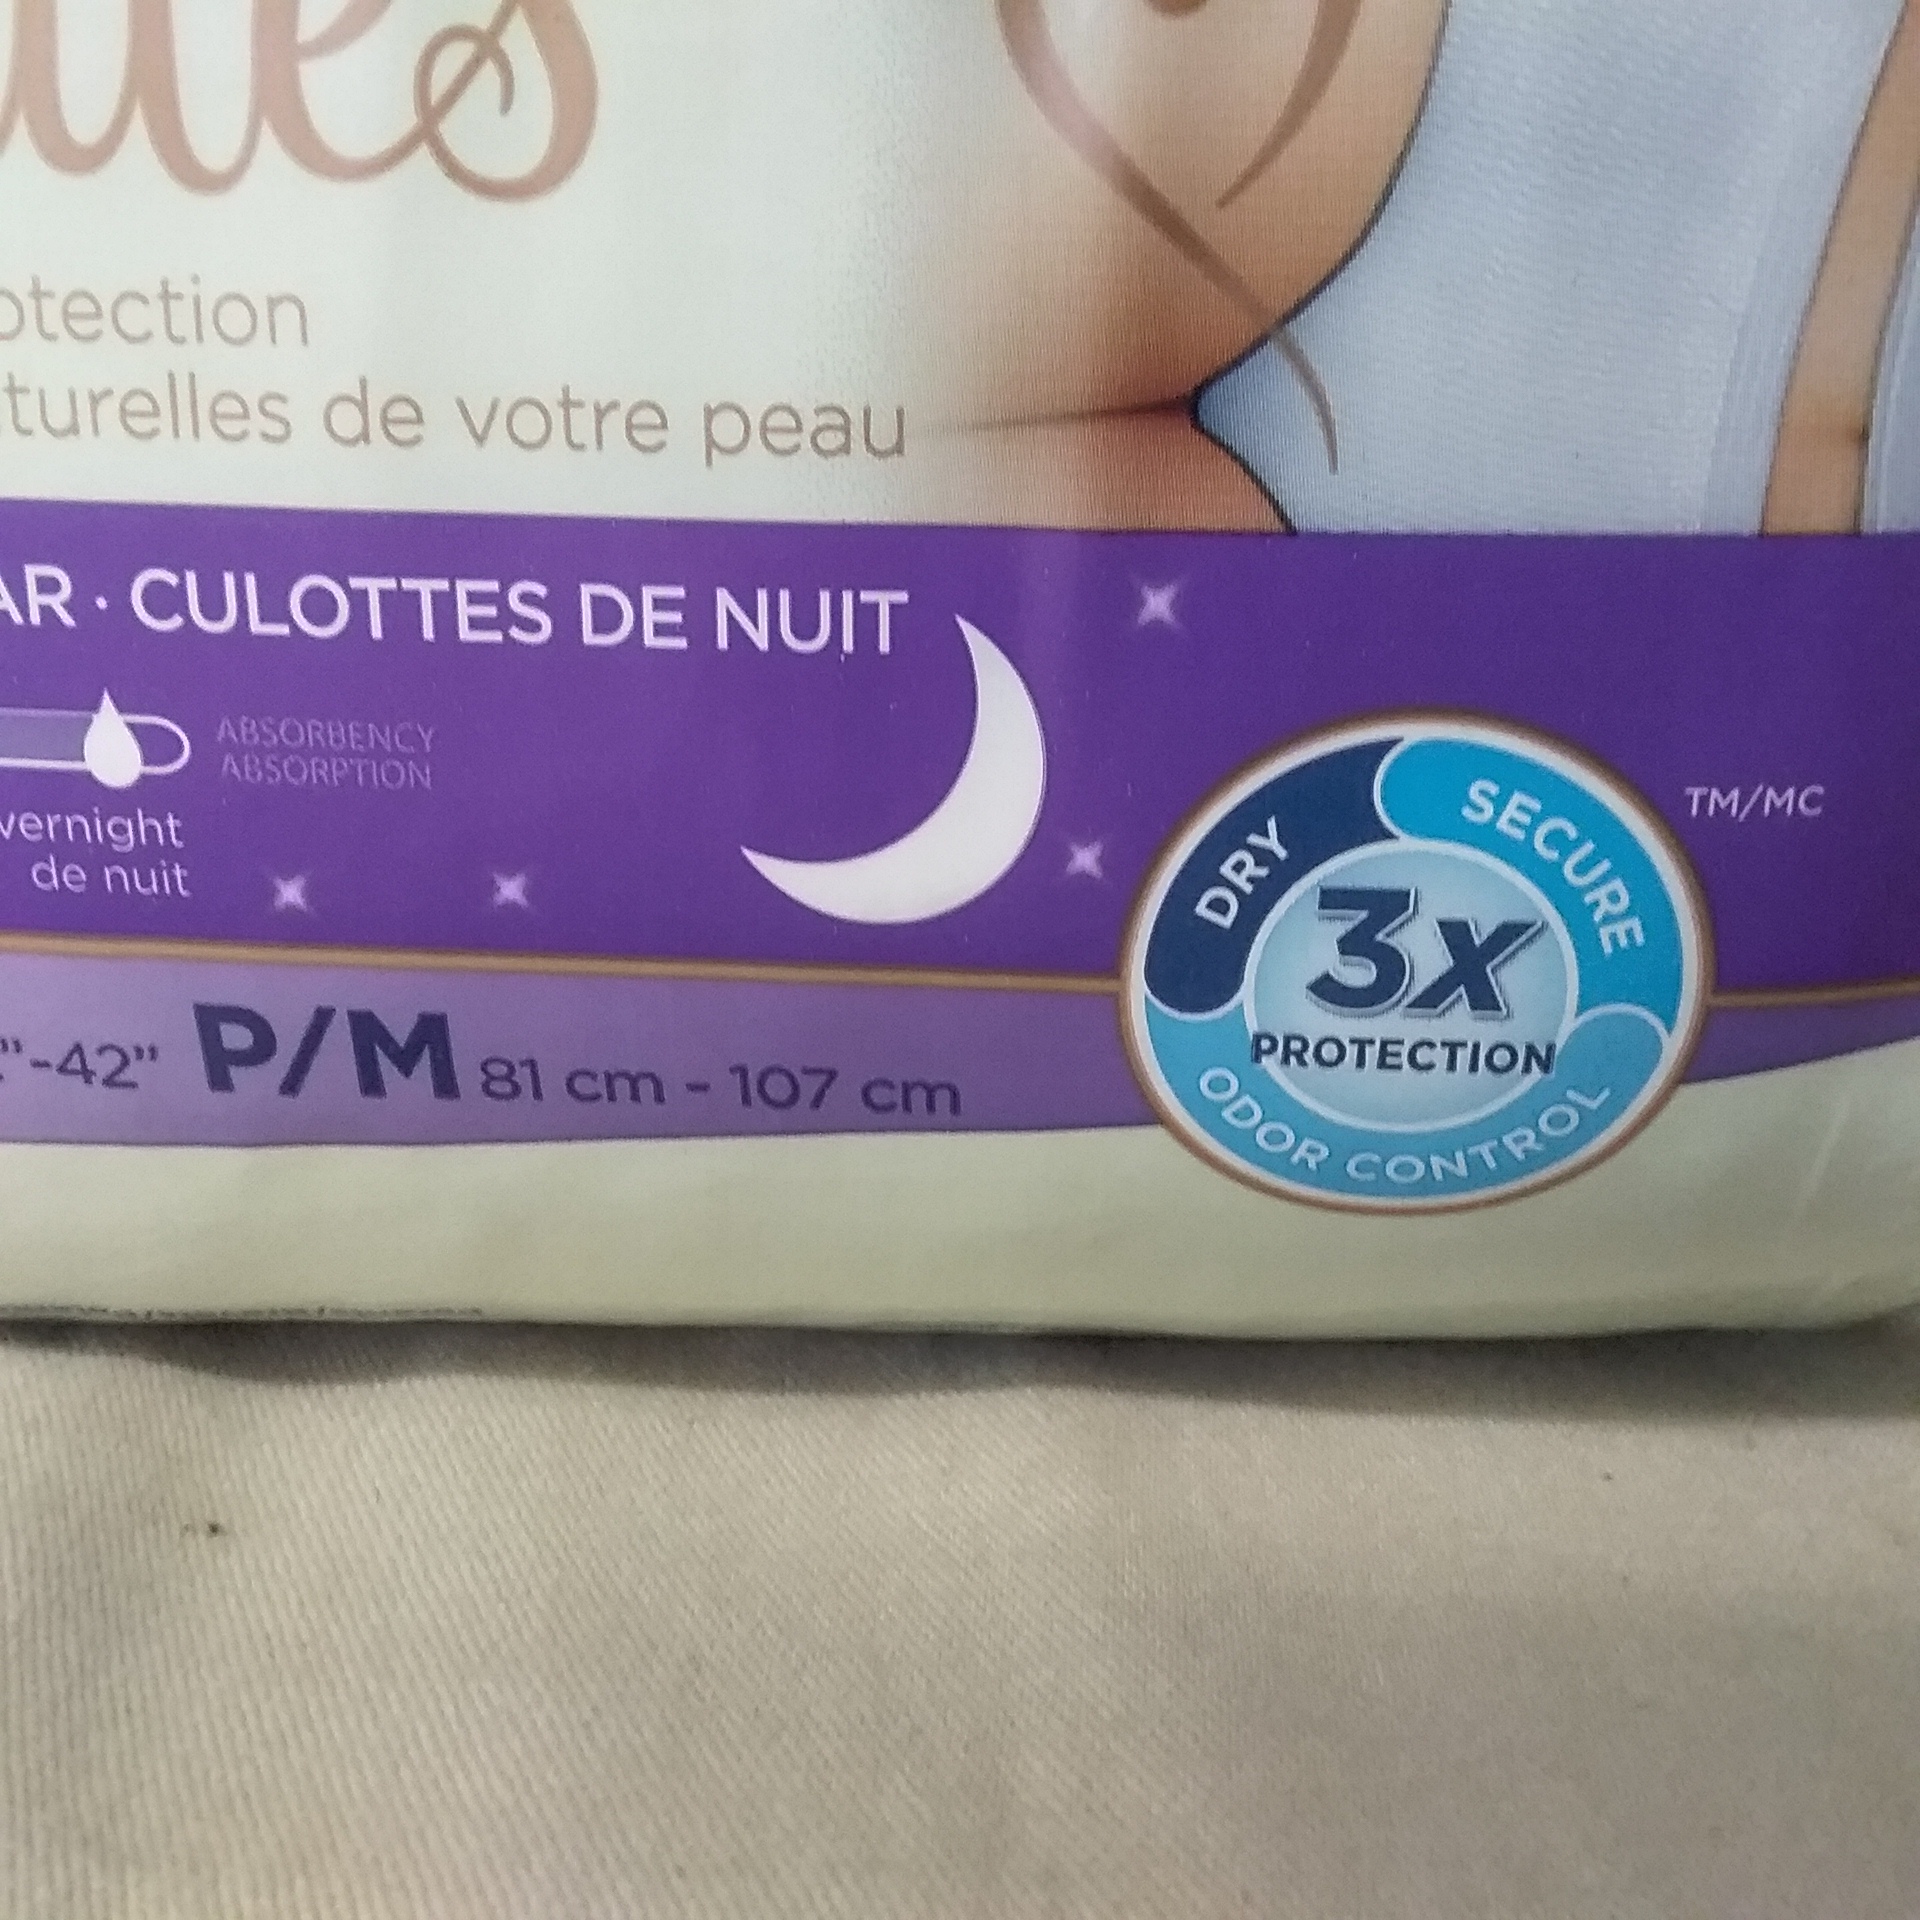 otection
turelles de votre peau
AR · CULOTTES DE NUIT
ABSORBENCY
ABSORPTION
vernight
de nuit
TM/MC
DRY
SECURE
3x
PROTECTION
ODOR CONTROL
"-42" P/M 81 cm - 107 cm